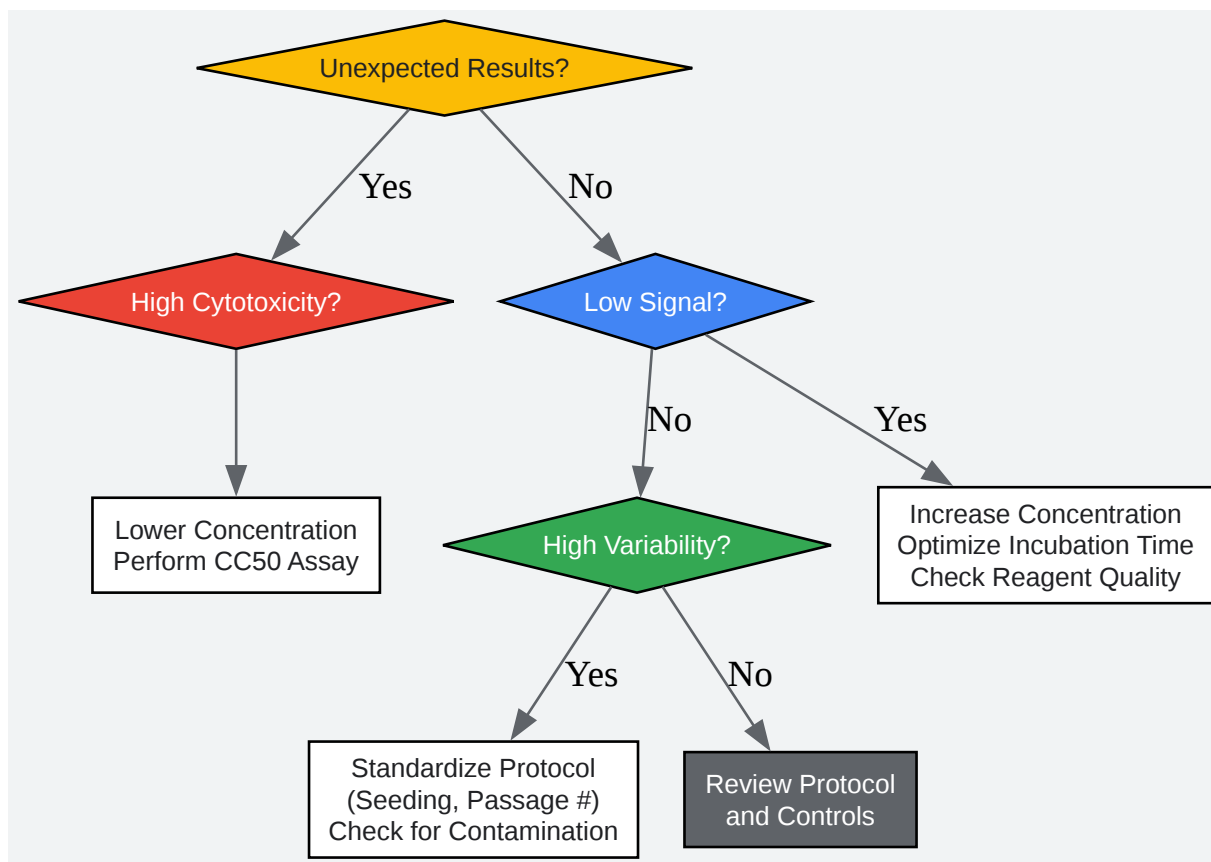 Unexpected Results?
Yes
No
High Cytotoxicity?
Low Signal?
No
Yes
Lower Concentration
Perform CC50 Assay
High Variability?
Increase Concentration
Optimize Incubation Time
Check Reagent Quality
Yes
No
Standardize Protocol
(Seeding, Passage #)
Check for Contamination
Review Protocol
and Controls